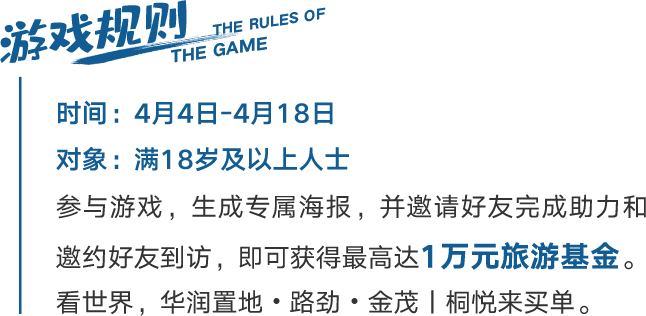 游戏规则 THE RULES OF
THE GAME
时间：4月4日-4月18日
对象：满18岁及以上人士
参与游戏，生成专属海报，并邀请好友完成助力和
邀约好友到访，即可获得最高达1万元旅游基金。
看世界，华润置地·路劲·金茂丨桐悦来买单。